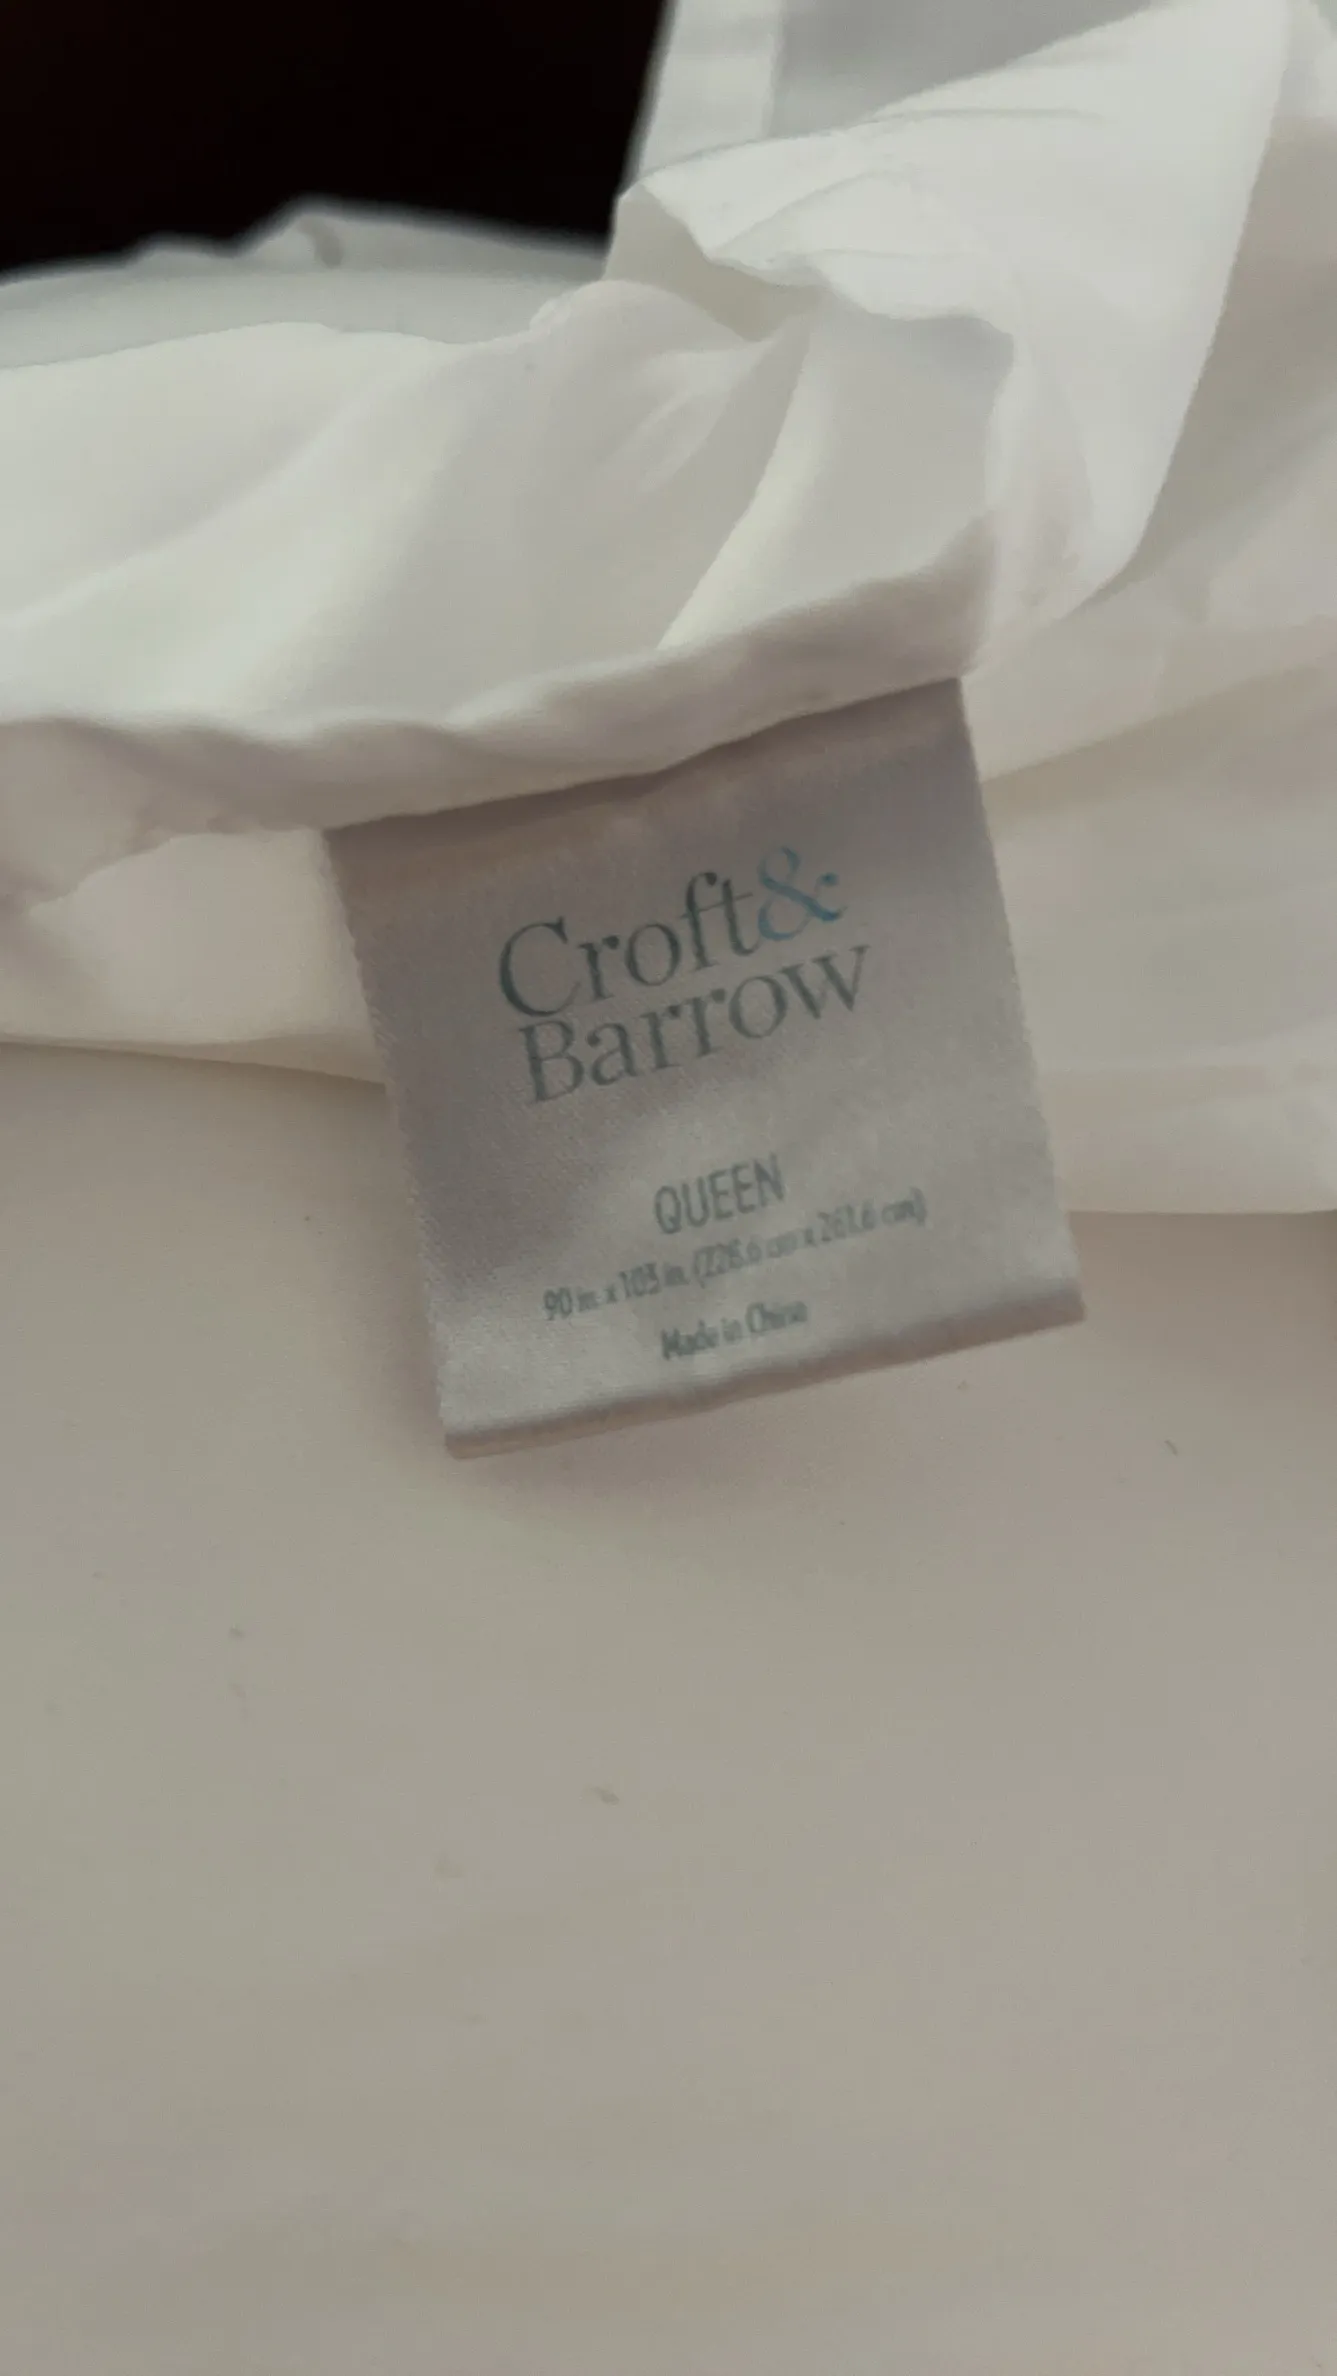 Croft&
Barrow
QUEEN
90 in. x 103 in. (228.6 cm x 261.6 cm)
Made in China